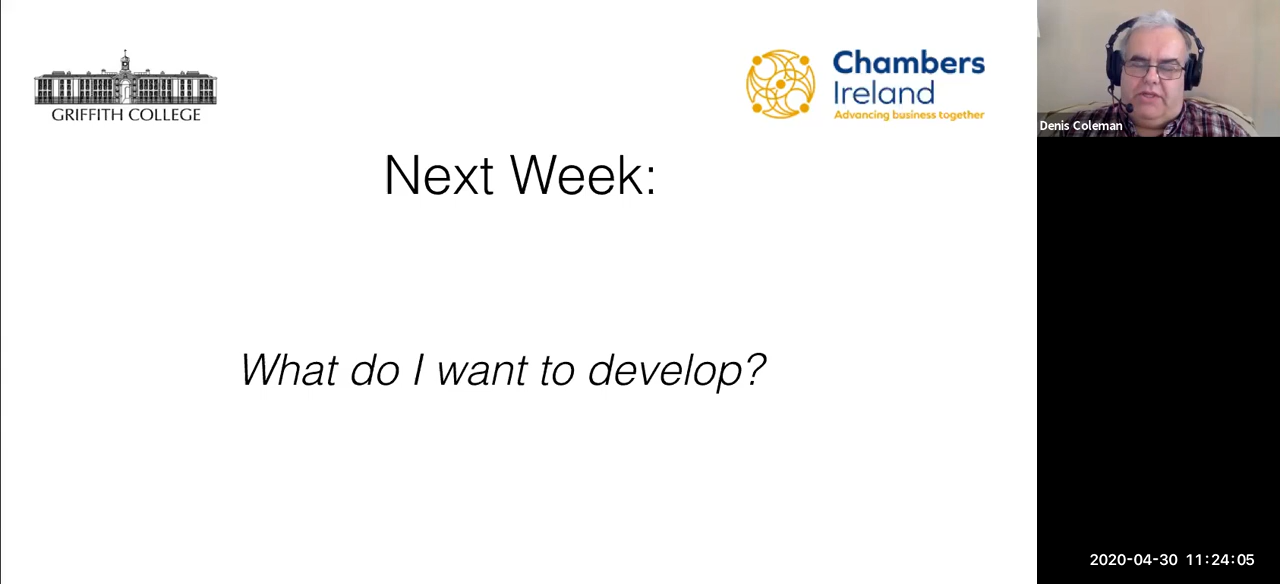 GRIFFITH COLLEGE
Chambers
Ireland
Advancing business together
Denis Coleman
Next Week:
What do I want to develop?
2020-04-30 11:24:05